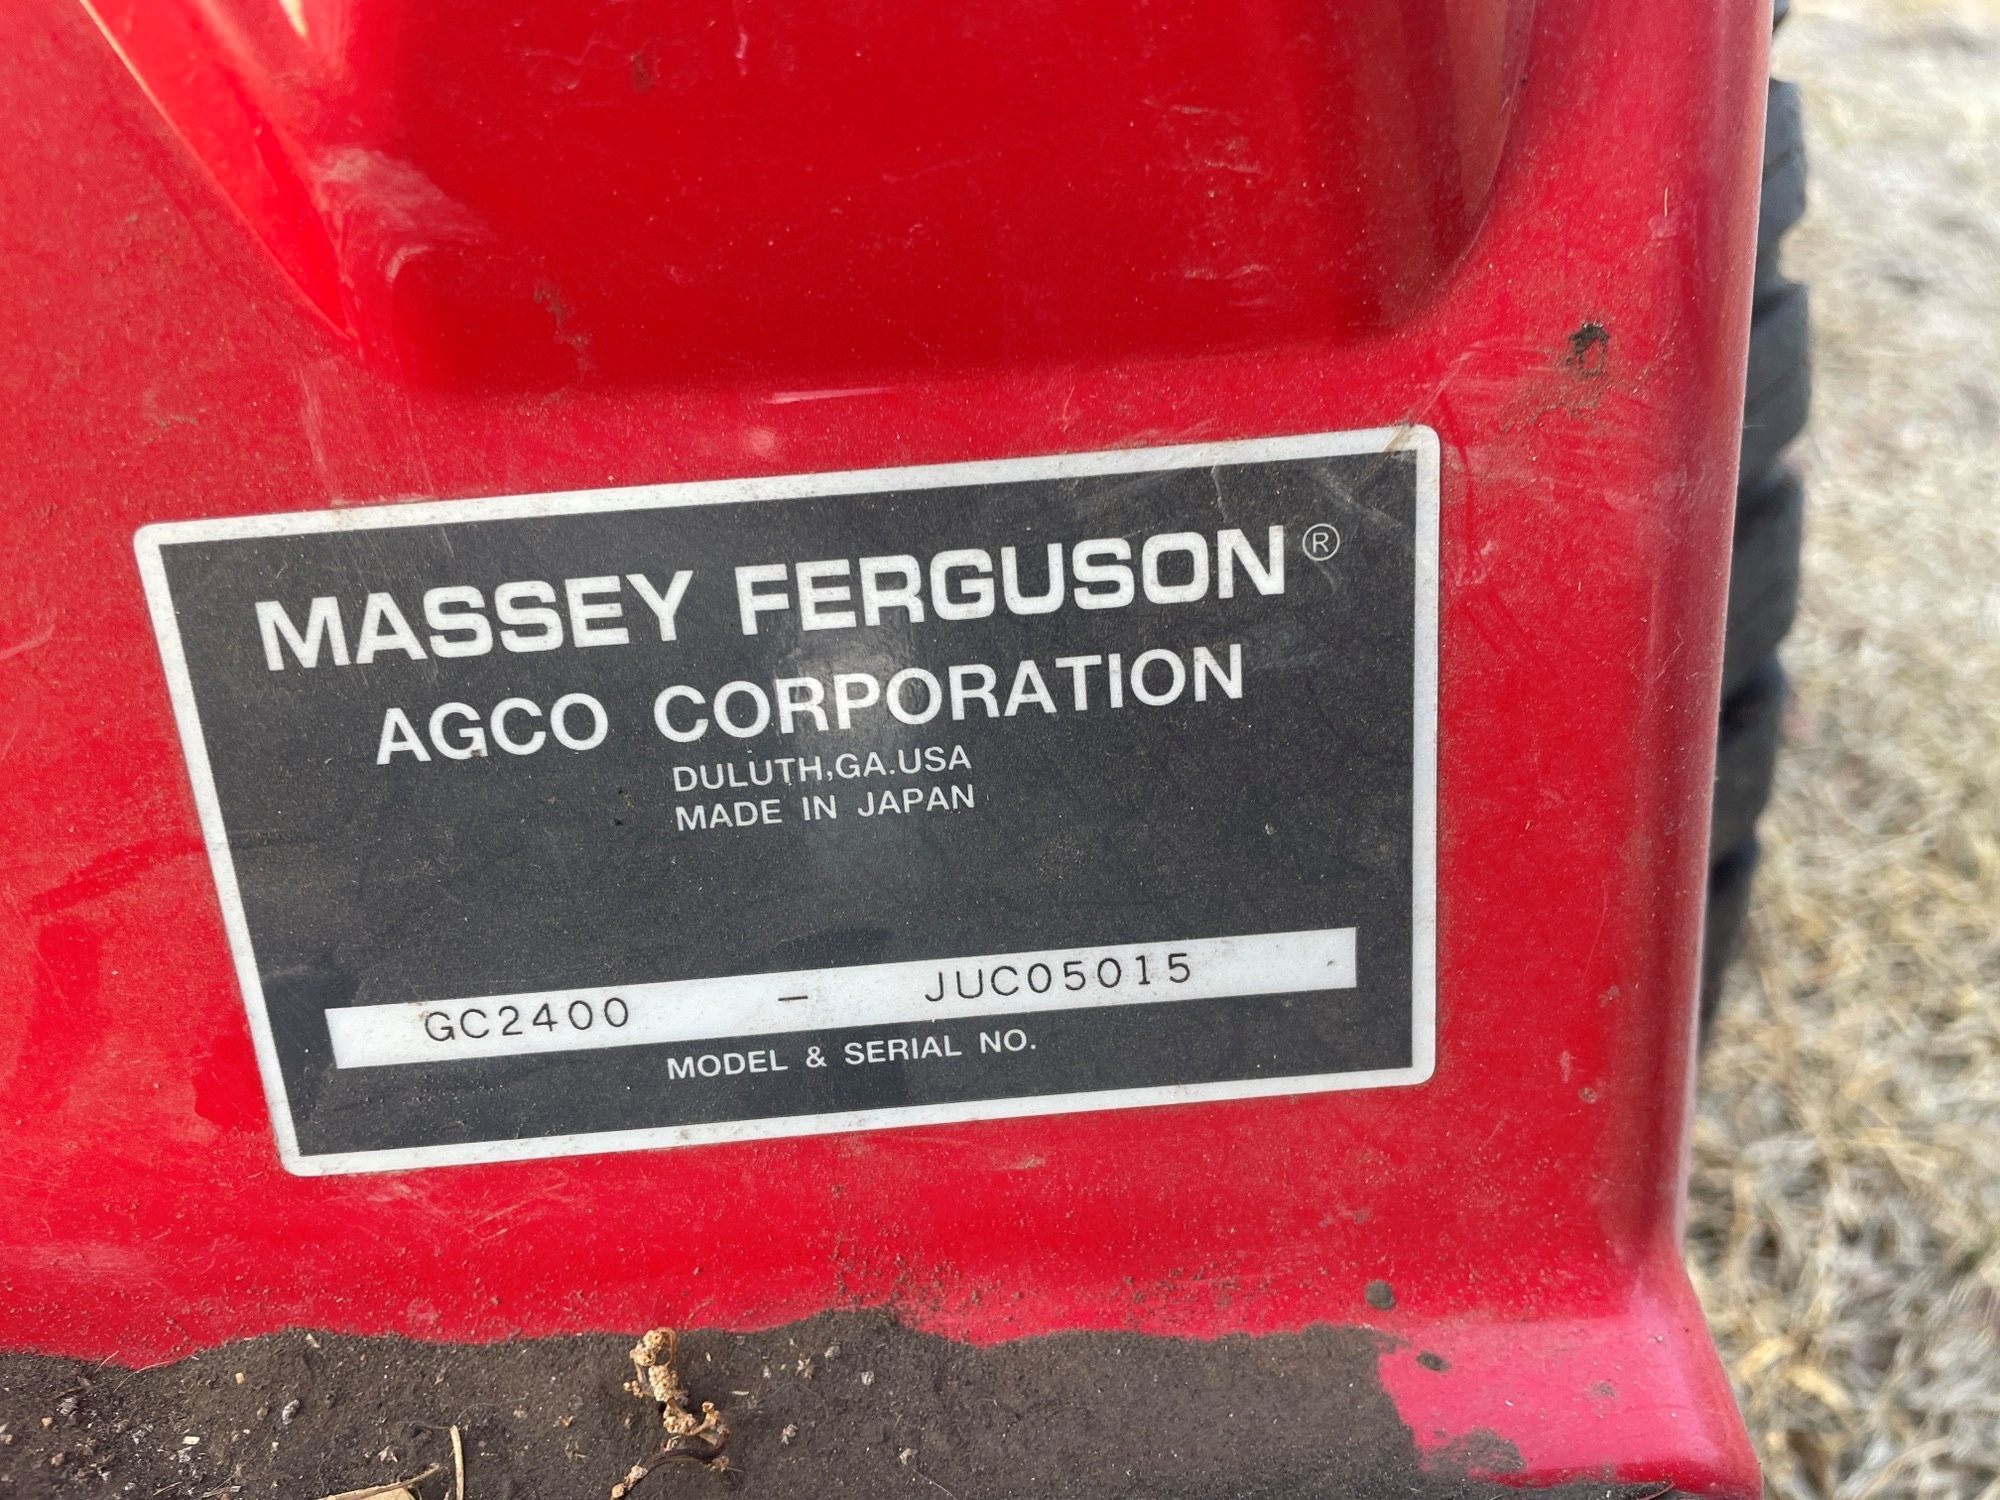 MASSEY FERGUSON®
AGCO CORPORATION
DULUTH,GA.USA
MADE IN JAPAN
GC2400 – JUC05015
MODEL & SERIAL NO.